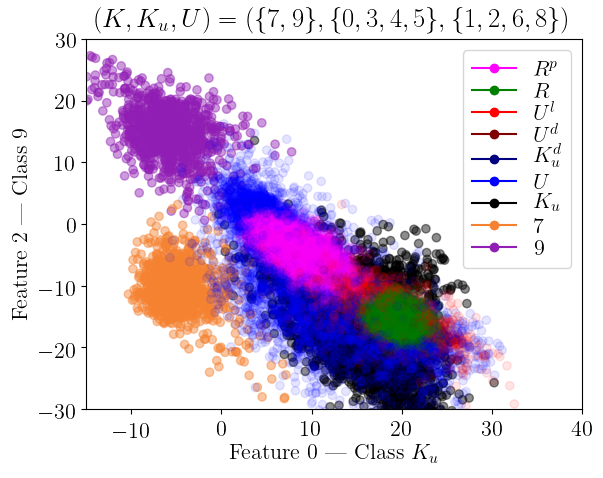 (K, K_u, U) = ({7, 9}, {0, 3, 4, 5}, {1, 2, 6, 8})
30
20
10
0
−10
−20
−30
Feature 2 — Class 9
R^p
R
U^l
U^d
K_u^d
U
K_u
7
9
−10
0
10
20
30
40
Feature 0 — Class K_u